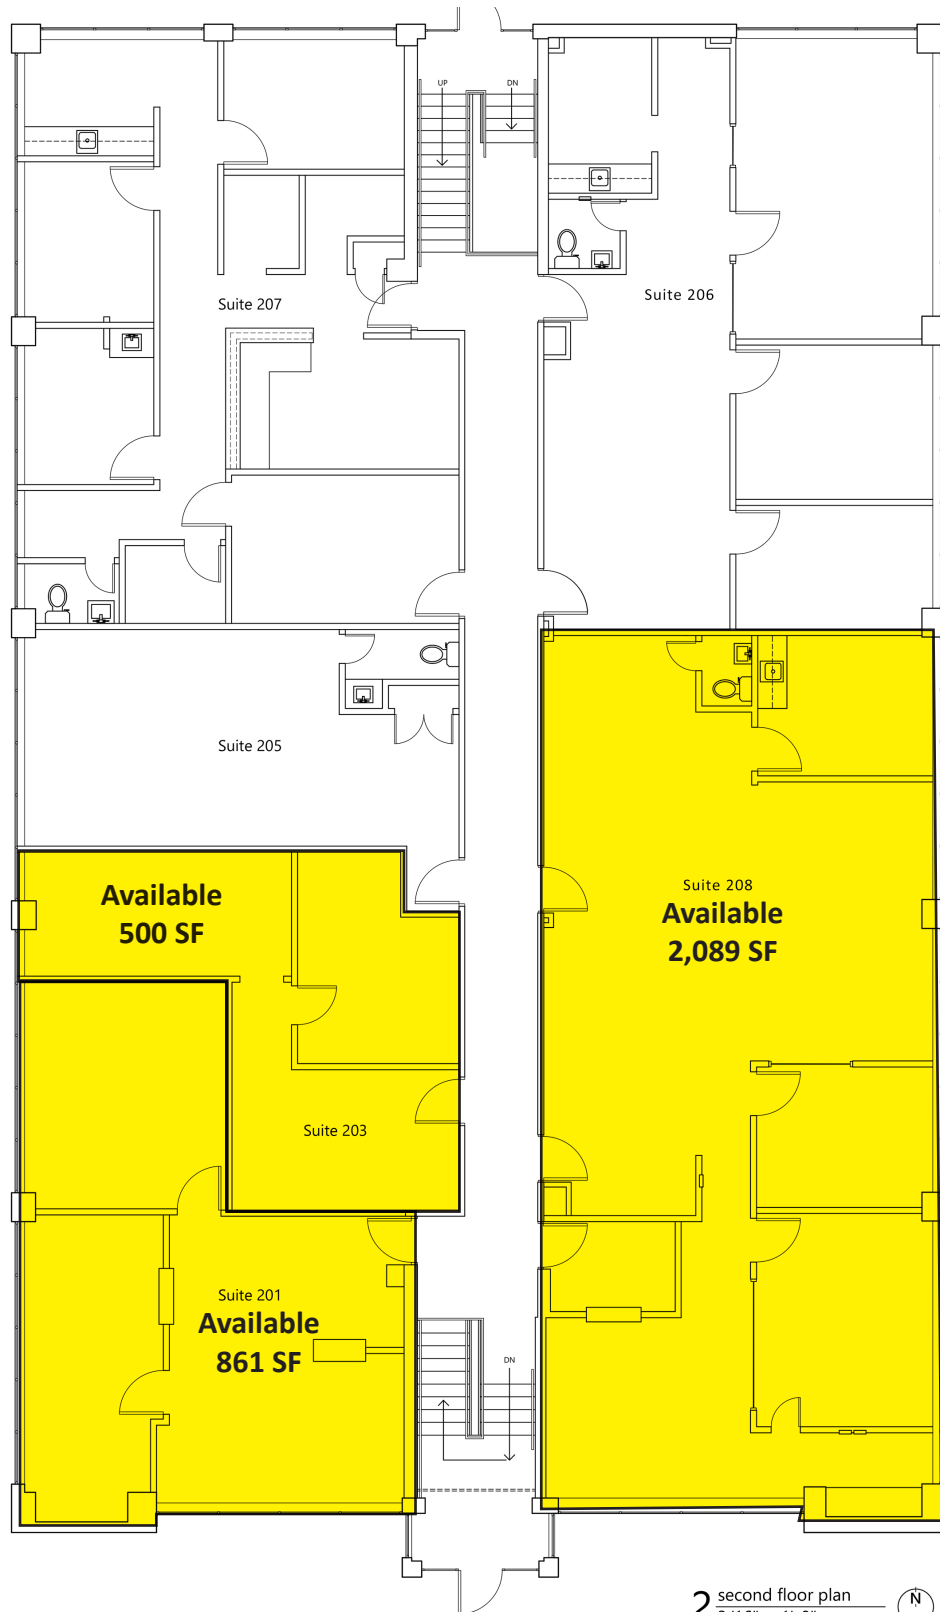 UP
DN
Suite 207
Suite 206
Suite 205
Available
500 SF
Suite 208
Available
2,089 SF
Suite 203
Suite 201
Available
861 SF
DN
2 second floor plan
N